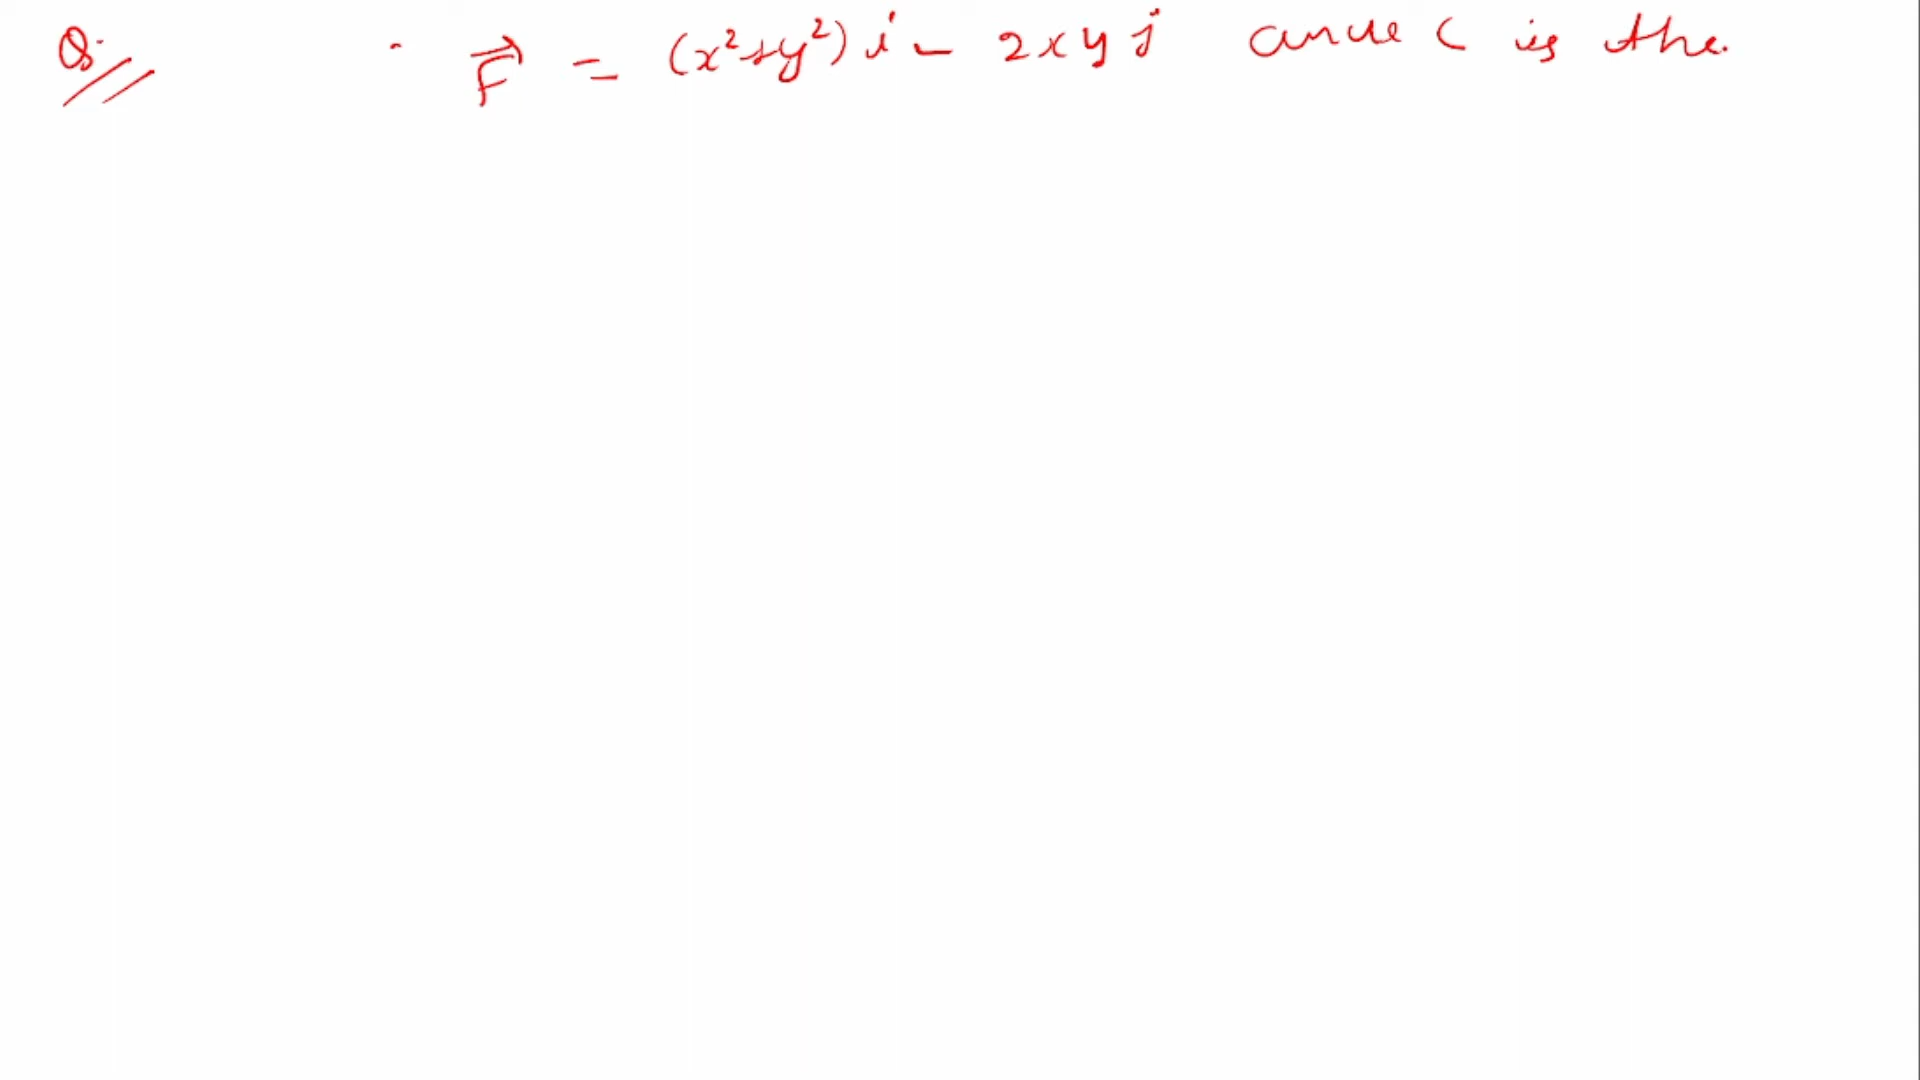 Q. F⃗ = (x²+y²) i - 2xy j curve C is the